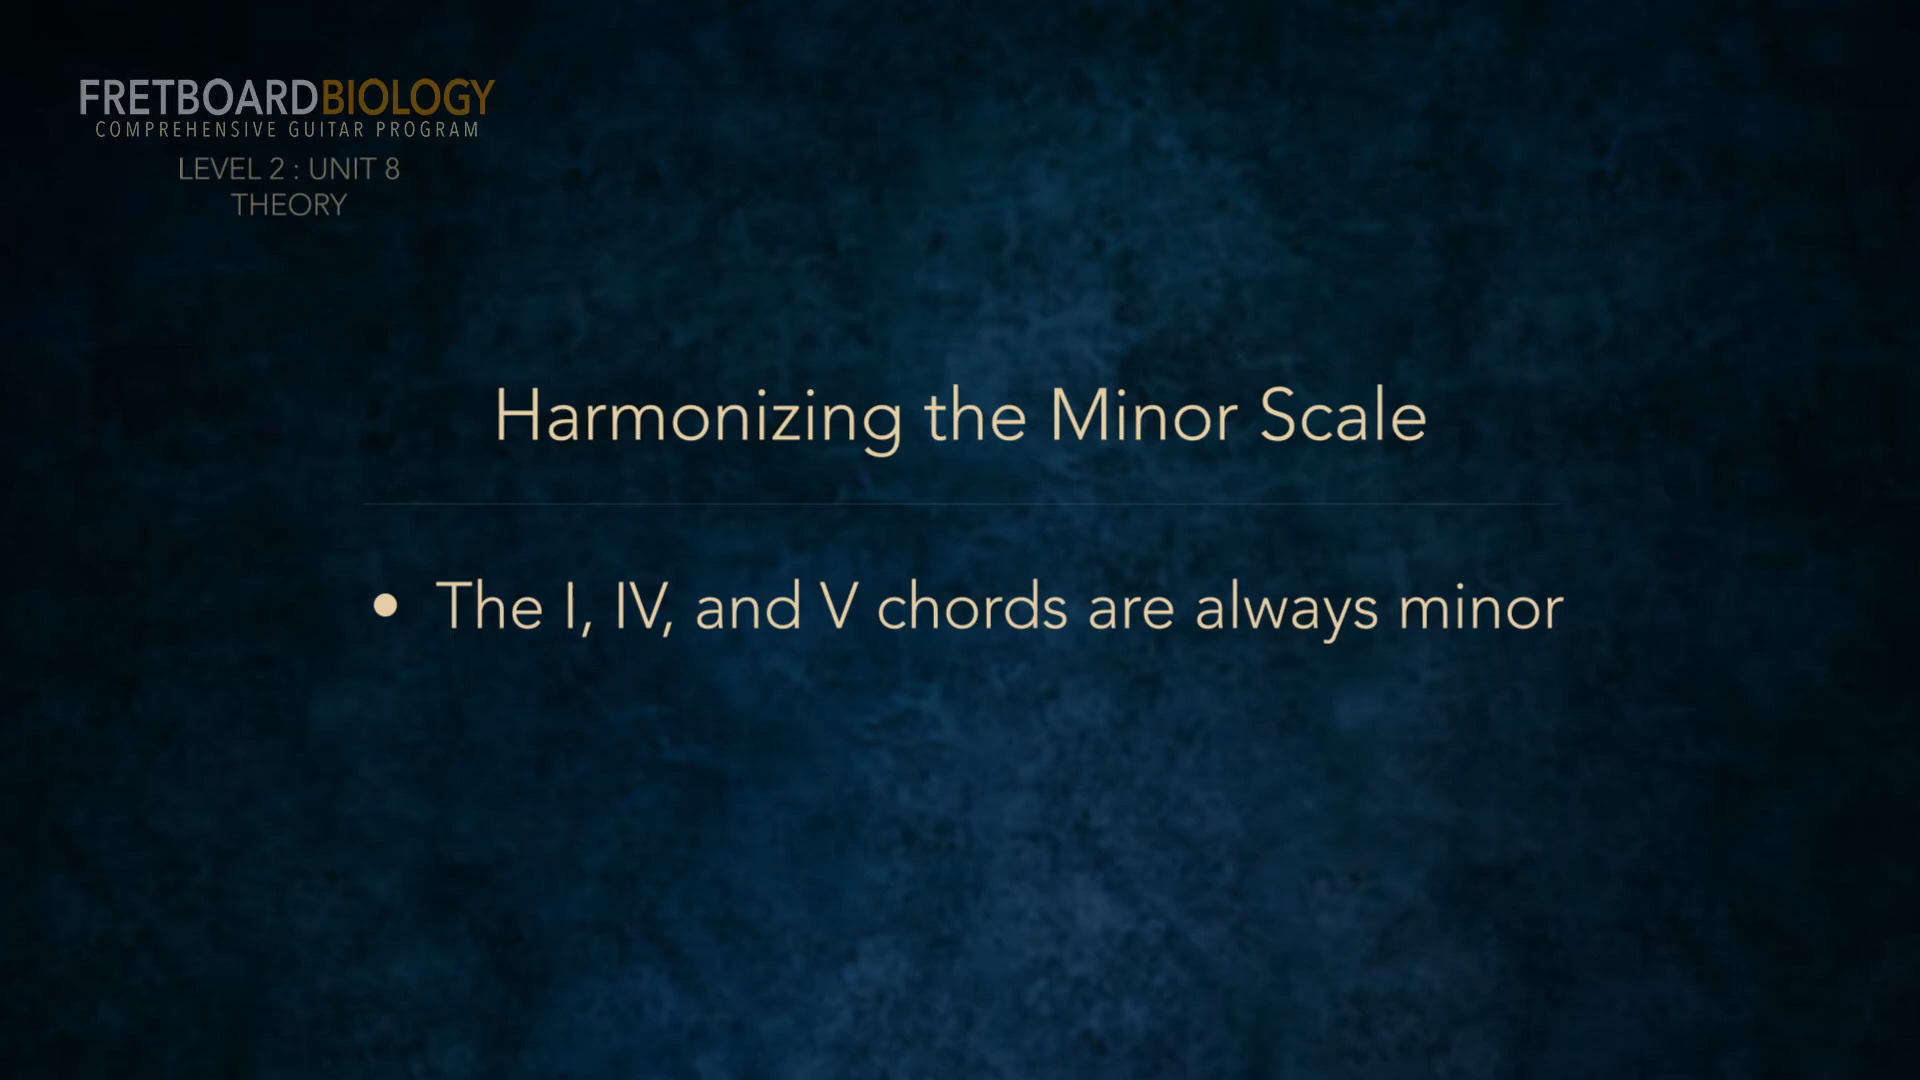 FRETBOARDBIOLOGY
COMPREHENSIVE GUITAR PROGRAM
LEVEL 2 : UNIT 8
THEORY
Harmonizing the Minor Scale
• The I, IV, and V chords are always minor